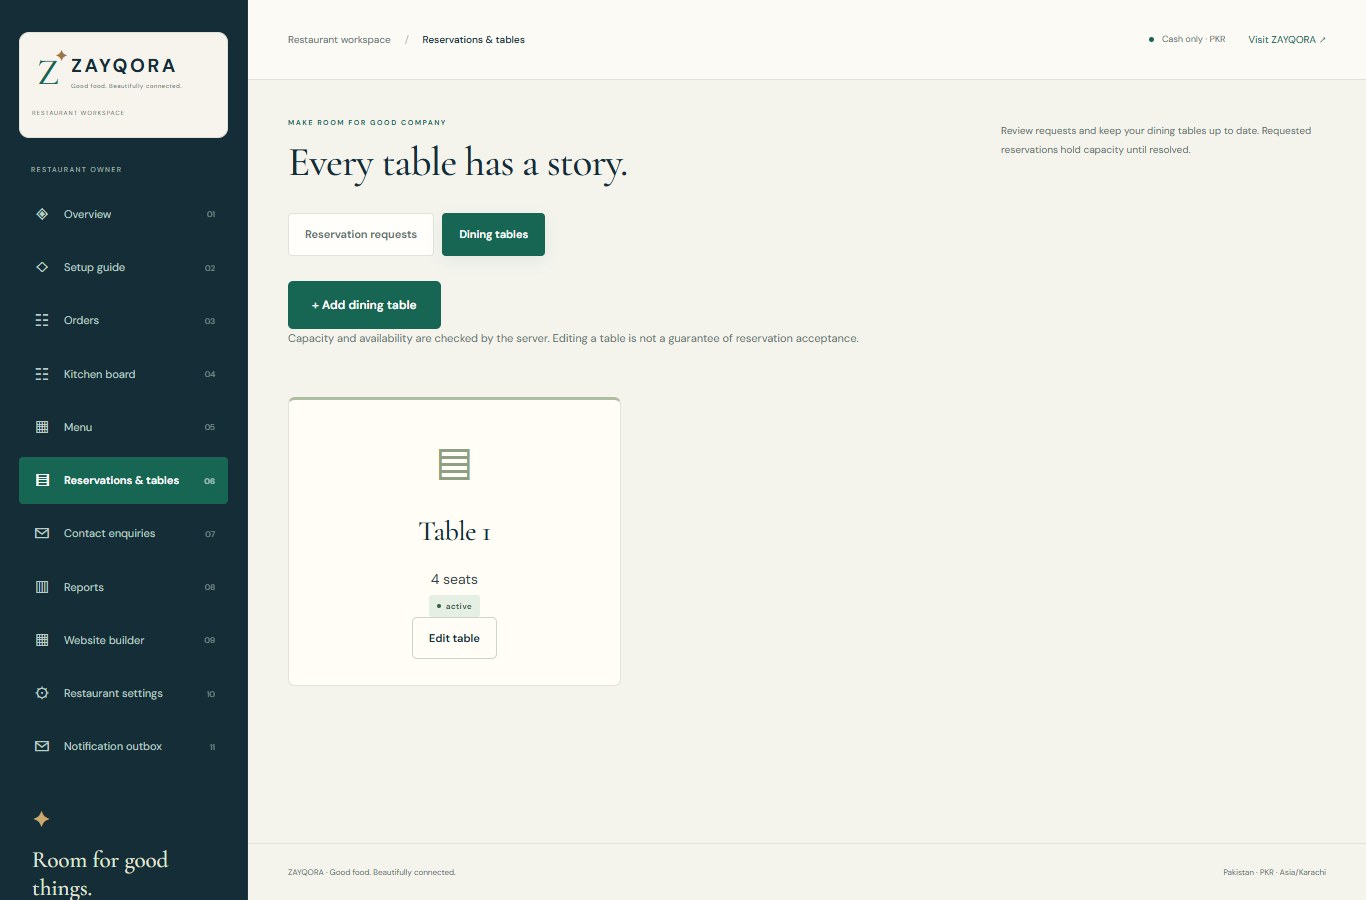 Z ZAYQORA
Good food. Beautifully connected.
RESTAURANT WORKSPACE
RESTAURANT OWNER
Overview 01
Setup guide 02
Orders 03
Kitchen board 04
Menu 05
Reservations & tables 06
Contact enquiries 07
Reports 08
Website builder 09
Restaurant settings 10
Notification outbox 11
Room for good
things.
Restaurant workspace / Reservations & tables
Cash only · PKR
Visit ZAYQORA ↗
MAKE ROOM FOR GOOD COMPANY
Every table has a story.
Review requests and keep your dining tables up to date. Requested
reservations hold capacity until resolved.
Reservation requests
Dining tables
+ Add dining table
Capacity and availability are checked by the server. Editing a table is not a guarantee of reservation acceptance.
Table 1
4 seats
active
Edit table
ZAYQORA · Good food. Beautifully connected.
Pakistan · PKR · Asia/Karachi